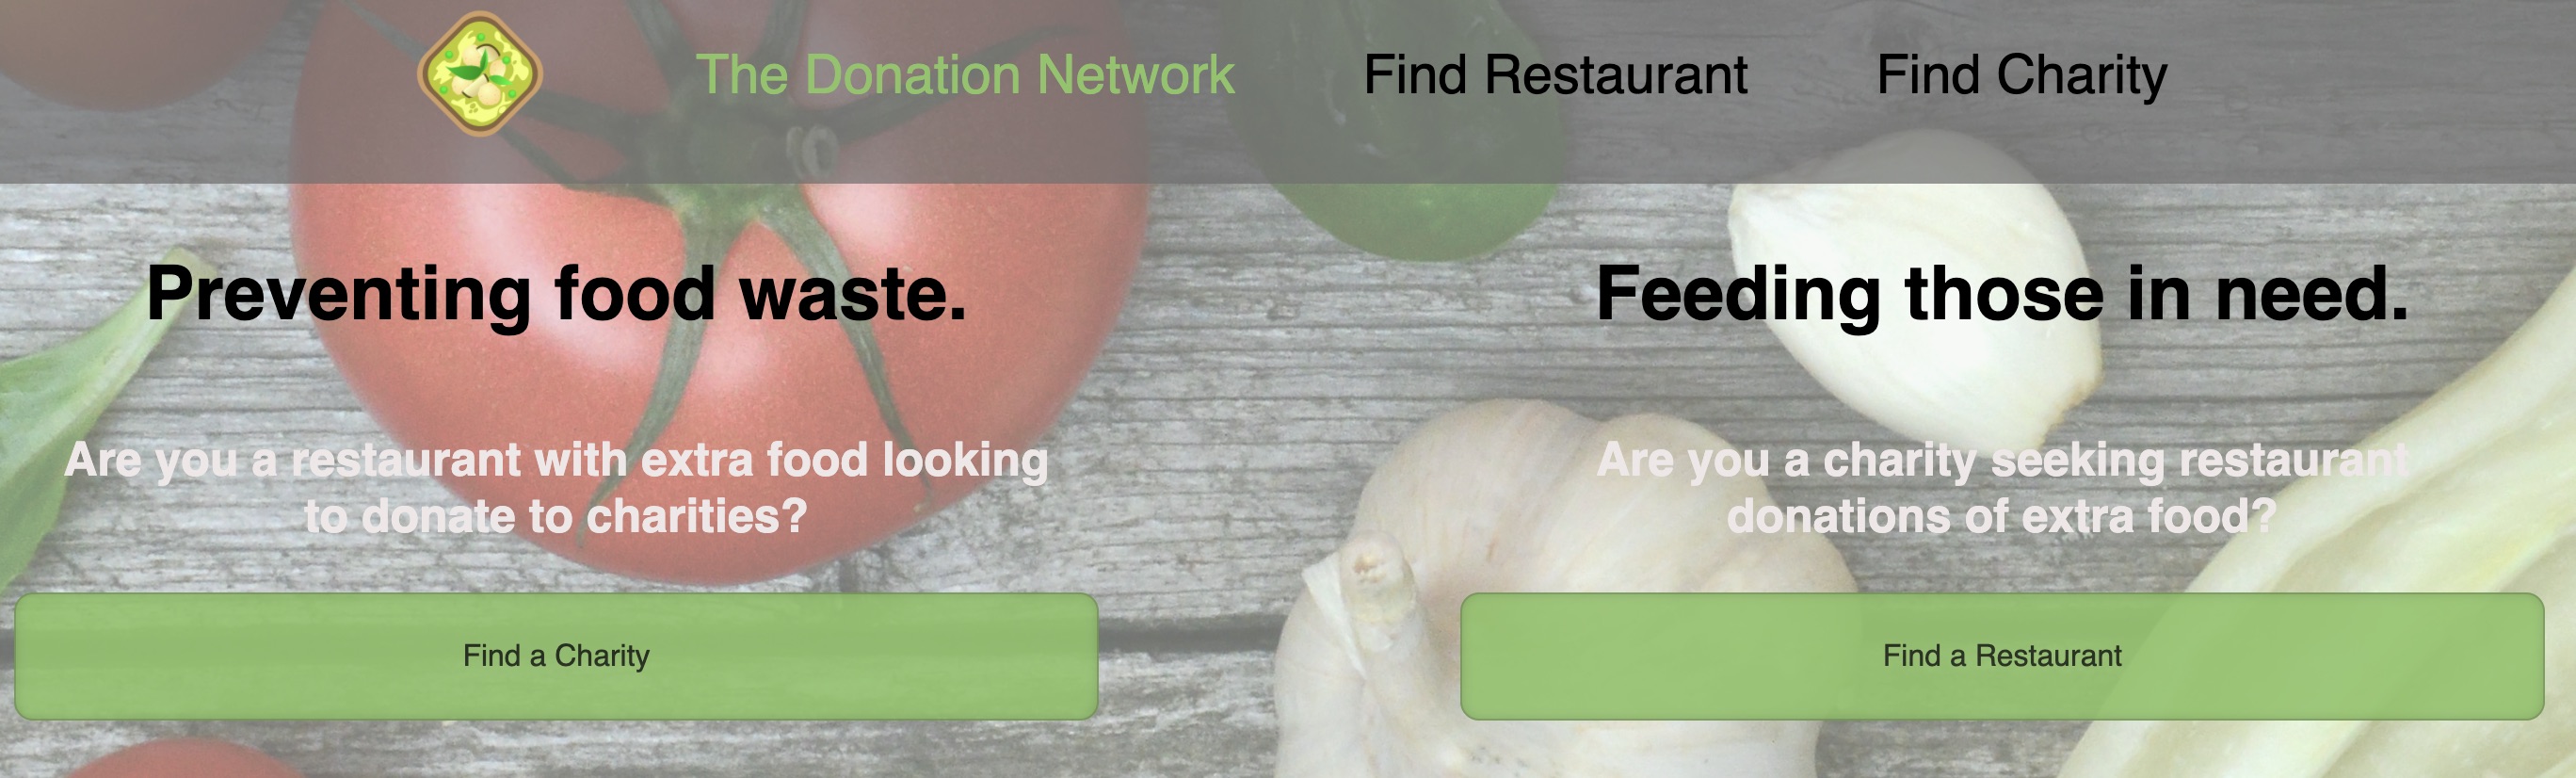 The Donation Network
Find Restaurant
Find Charity
Preventing food waste.
Are you a restaurant with extra food looking
to donate to charities?
Find a Charity
Feeding those in need.
Are you a charity seeking restaurant
donations of extra food?
Find a Restaurant